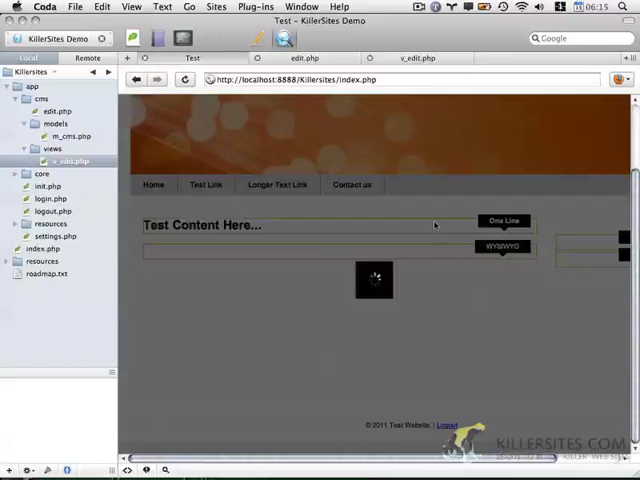 Coda File Edit View Text Sites Plug-ins Window Help 06:15
Test – KillerSites Demo
KillerSites Demo
Google
Local Remote
Test edit.php v_edit.php
Killersites
http://localhost:8888/Killersites/index.php
app
cms
edit.php
models
m_cms.php
views
v_edit.php
core
init.php
login.php
logout.php
resources
settings.php
index.php
resources
roadmap.txt
Home Test Link Longer Text Link Contact us
One Line
Test Content Here...
WYSIWYG
© 2011 Test Website. | Logout
KILLERSITES.COM